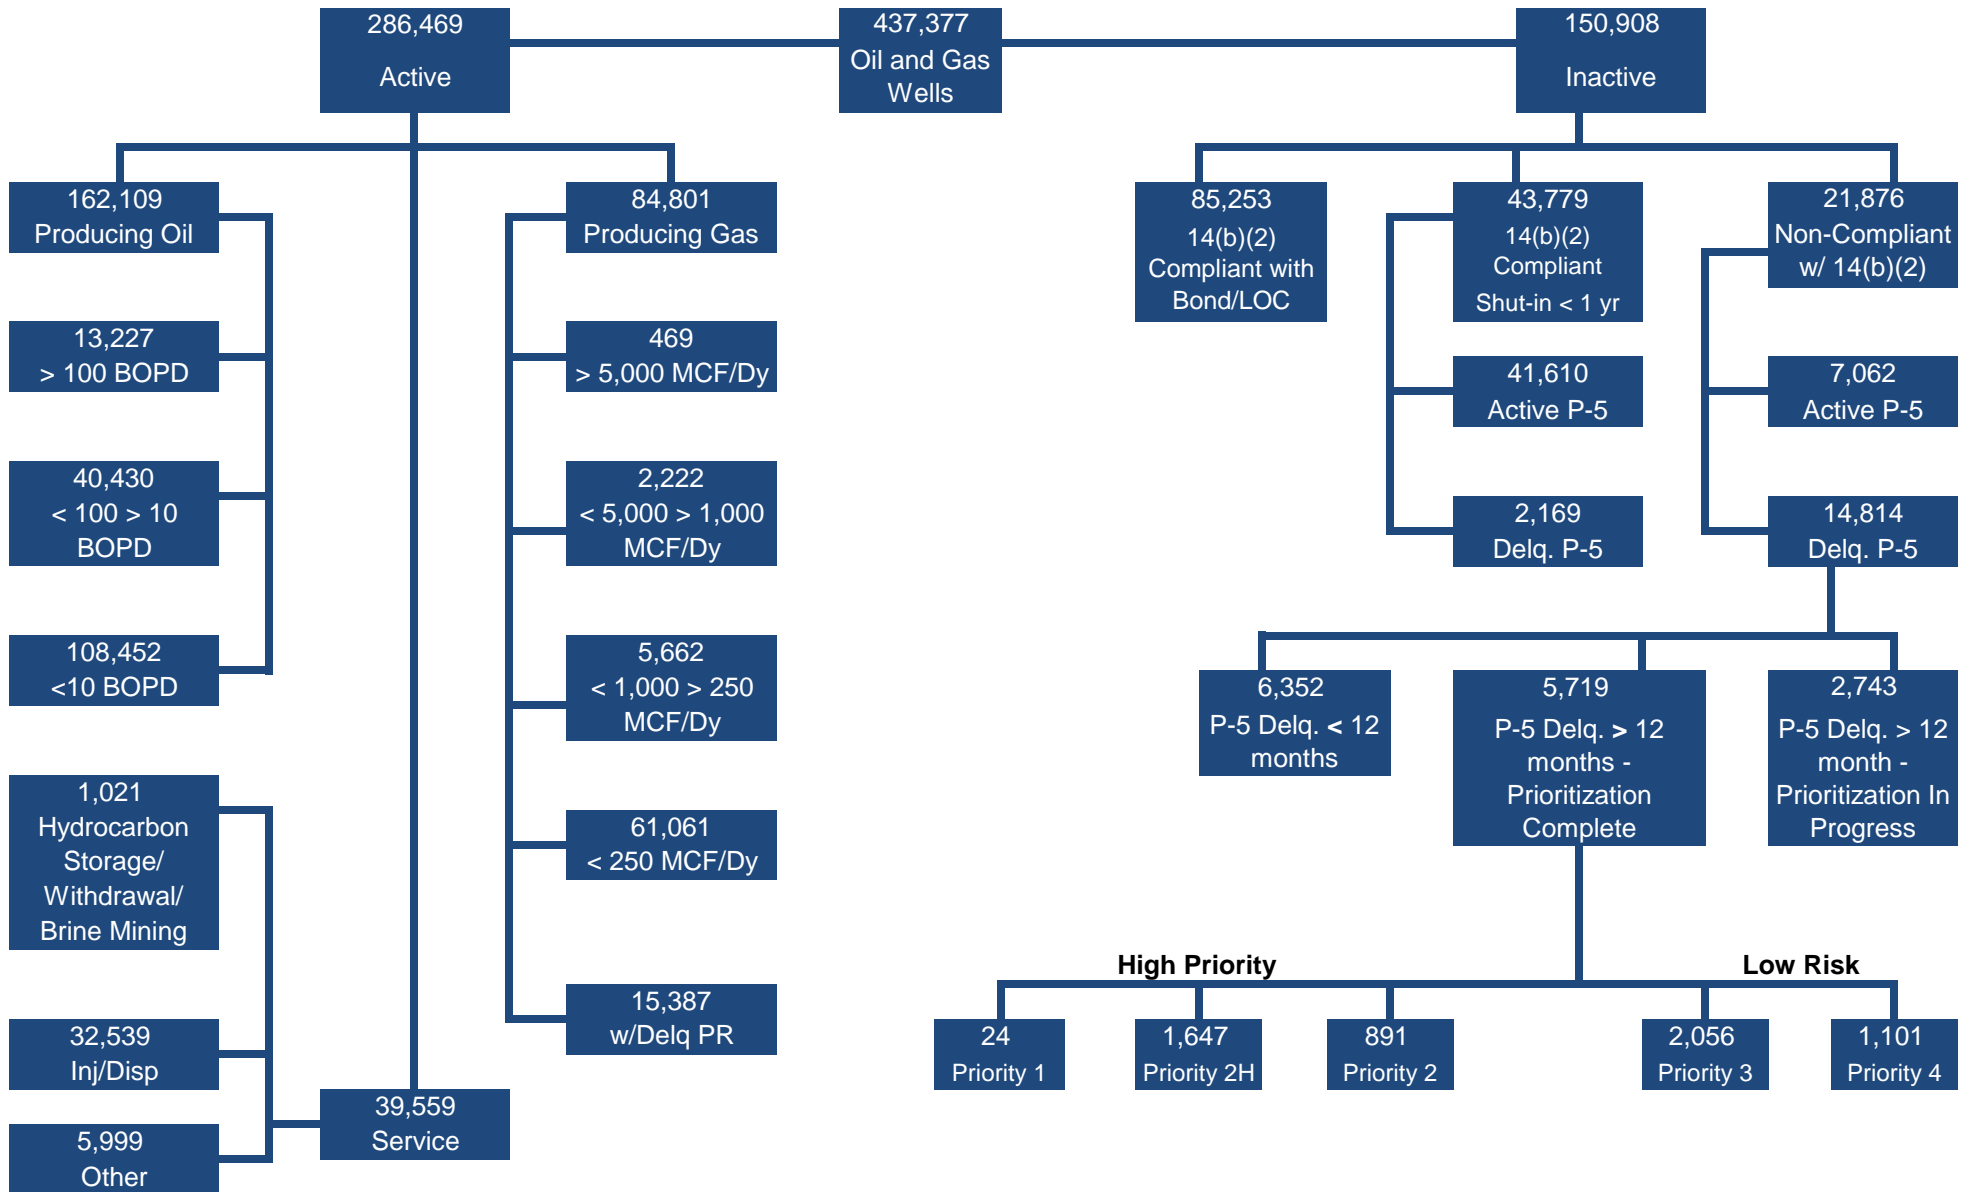 286,469
Active
437,377
Oil and Gas
Wells
150,908
Inactive
162,109
Producing Oil
13,227
> 100 BOPD
40,430
< 100 > 10
BOPD
108,452
<10 BOPD
84,801
Producing Gas
469
> 5,000 MCF/Dy
2,222
< 5,000 > 1,000
MCF/Dy
5,662
< 1,000 > 250
MCF/Dy
61,061
< 250 MCF/Dy
15,387
w/Delq PR
1,021
Hydrocarbon
Storage/
Withdrawal/
Brine Mining
32,539
Inj/Disp
5,999
Other
39,559
Service
85,253
14(b)(2)
Compliant with
Bond/LOC
43,779
14(b)(2)
Compliant
Shut-in < 1 yr
41,610
Active P-5
2,169
Delq. P-5
21,876
Non-Compliant
w/ 14(b)(2)
7,062
Active P-5
14,814
Delq. P-5
6,352
P-5 Delq. < 12
months
5,719
P-5 Delq. > 12
months -
Prioritization
Complete
2,743
P-5 Delq. > 12
month -
Prioritization In
Progress
High Priority
Low Risk
24
Priority 1
1,647
Priority 2H
891
Priority 2
2,056
Priority 3
1,101
Priority 4